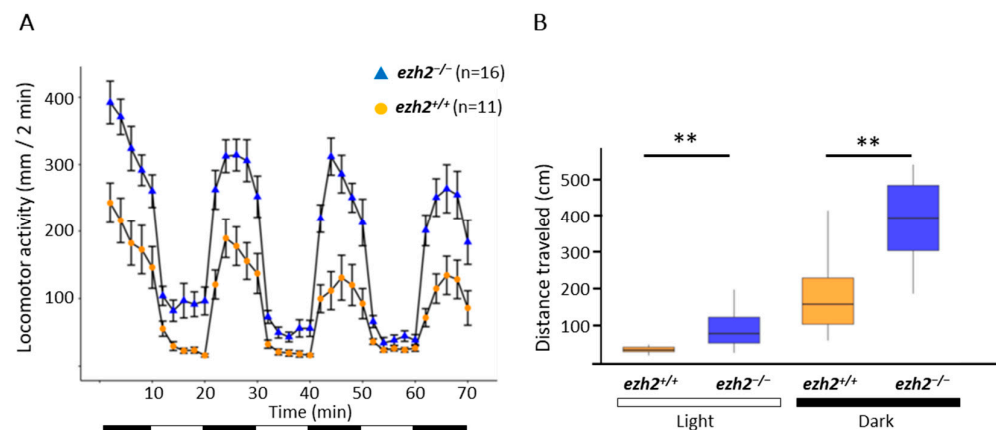 A
ezh2−/− (n=16)
ezh2+/+ (n=11)
Locomotor activity (mm / 2 min)
400
300
200
100
10 20 30 40 50 60 70
Time (min)
B
**
**
Distance traveled (cm)
500
400
300
200
100
ezh2+/+ ezh2−/− ezh2+/+ ezh2−/−
Light Dark